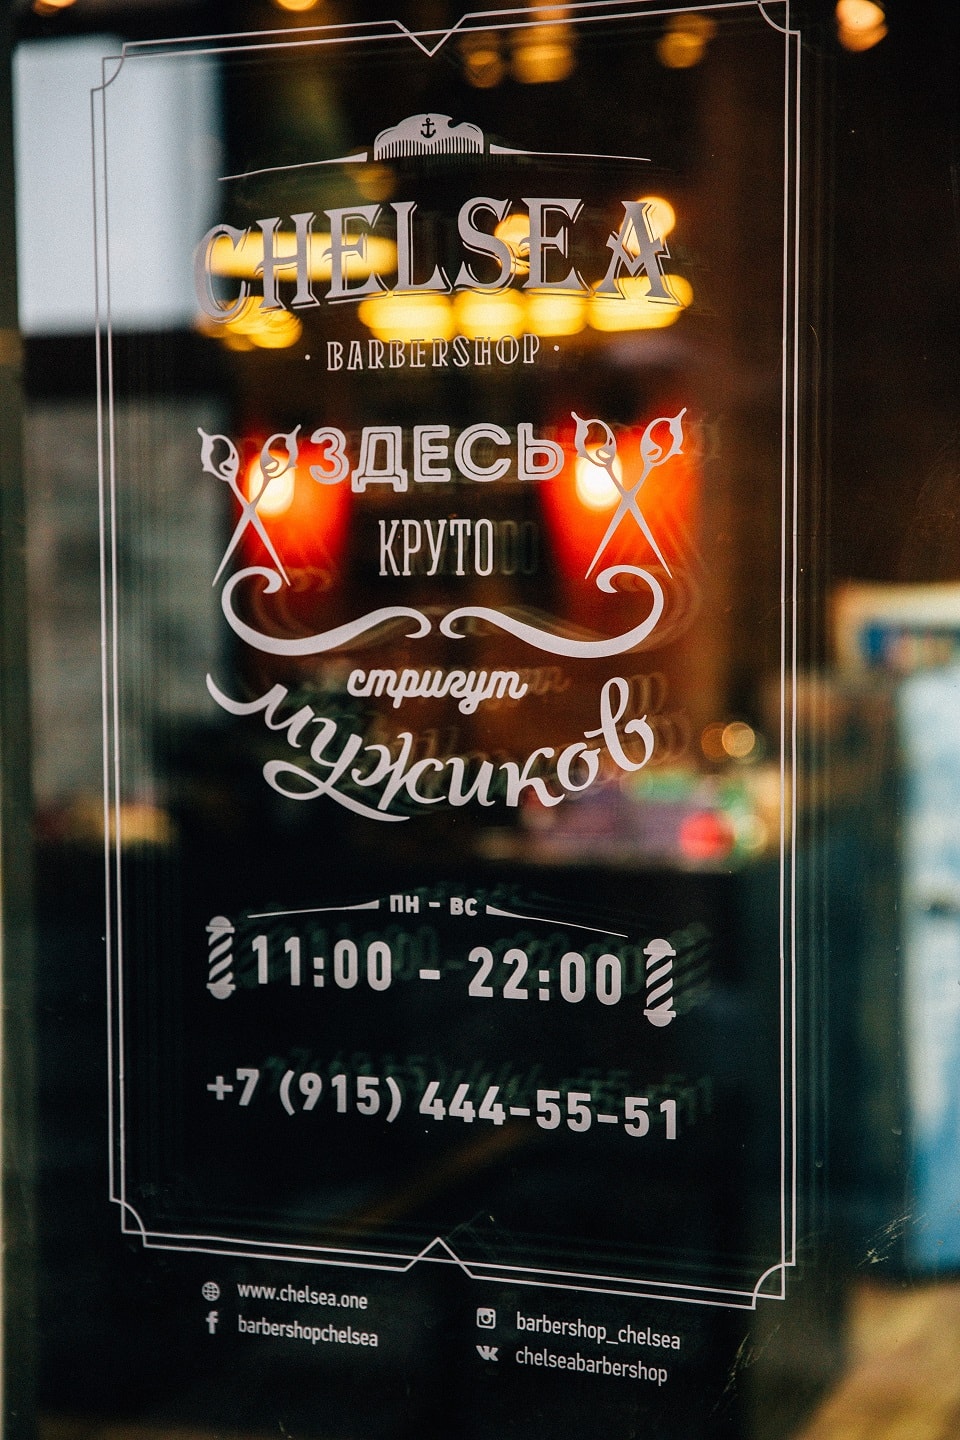 CHELSEA
· BARBERSHOP ·
ЗДЕСЬ
КРУТО
стригут
мужиков
ПН - ВС
11:00 - 22:00
+7 (915) 444-55-51
www.chelsea.one
barbershopchelsea
barbershop_chelsea
chelseabarbershop